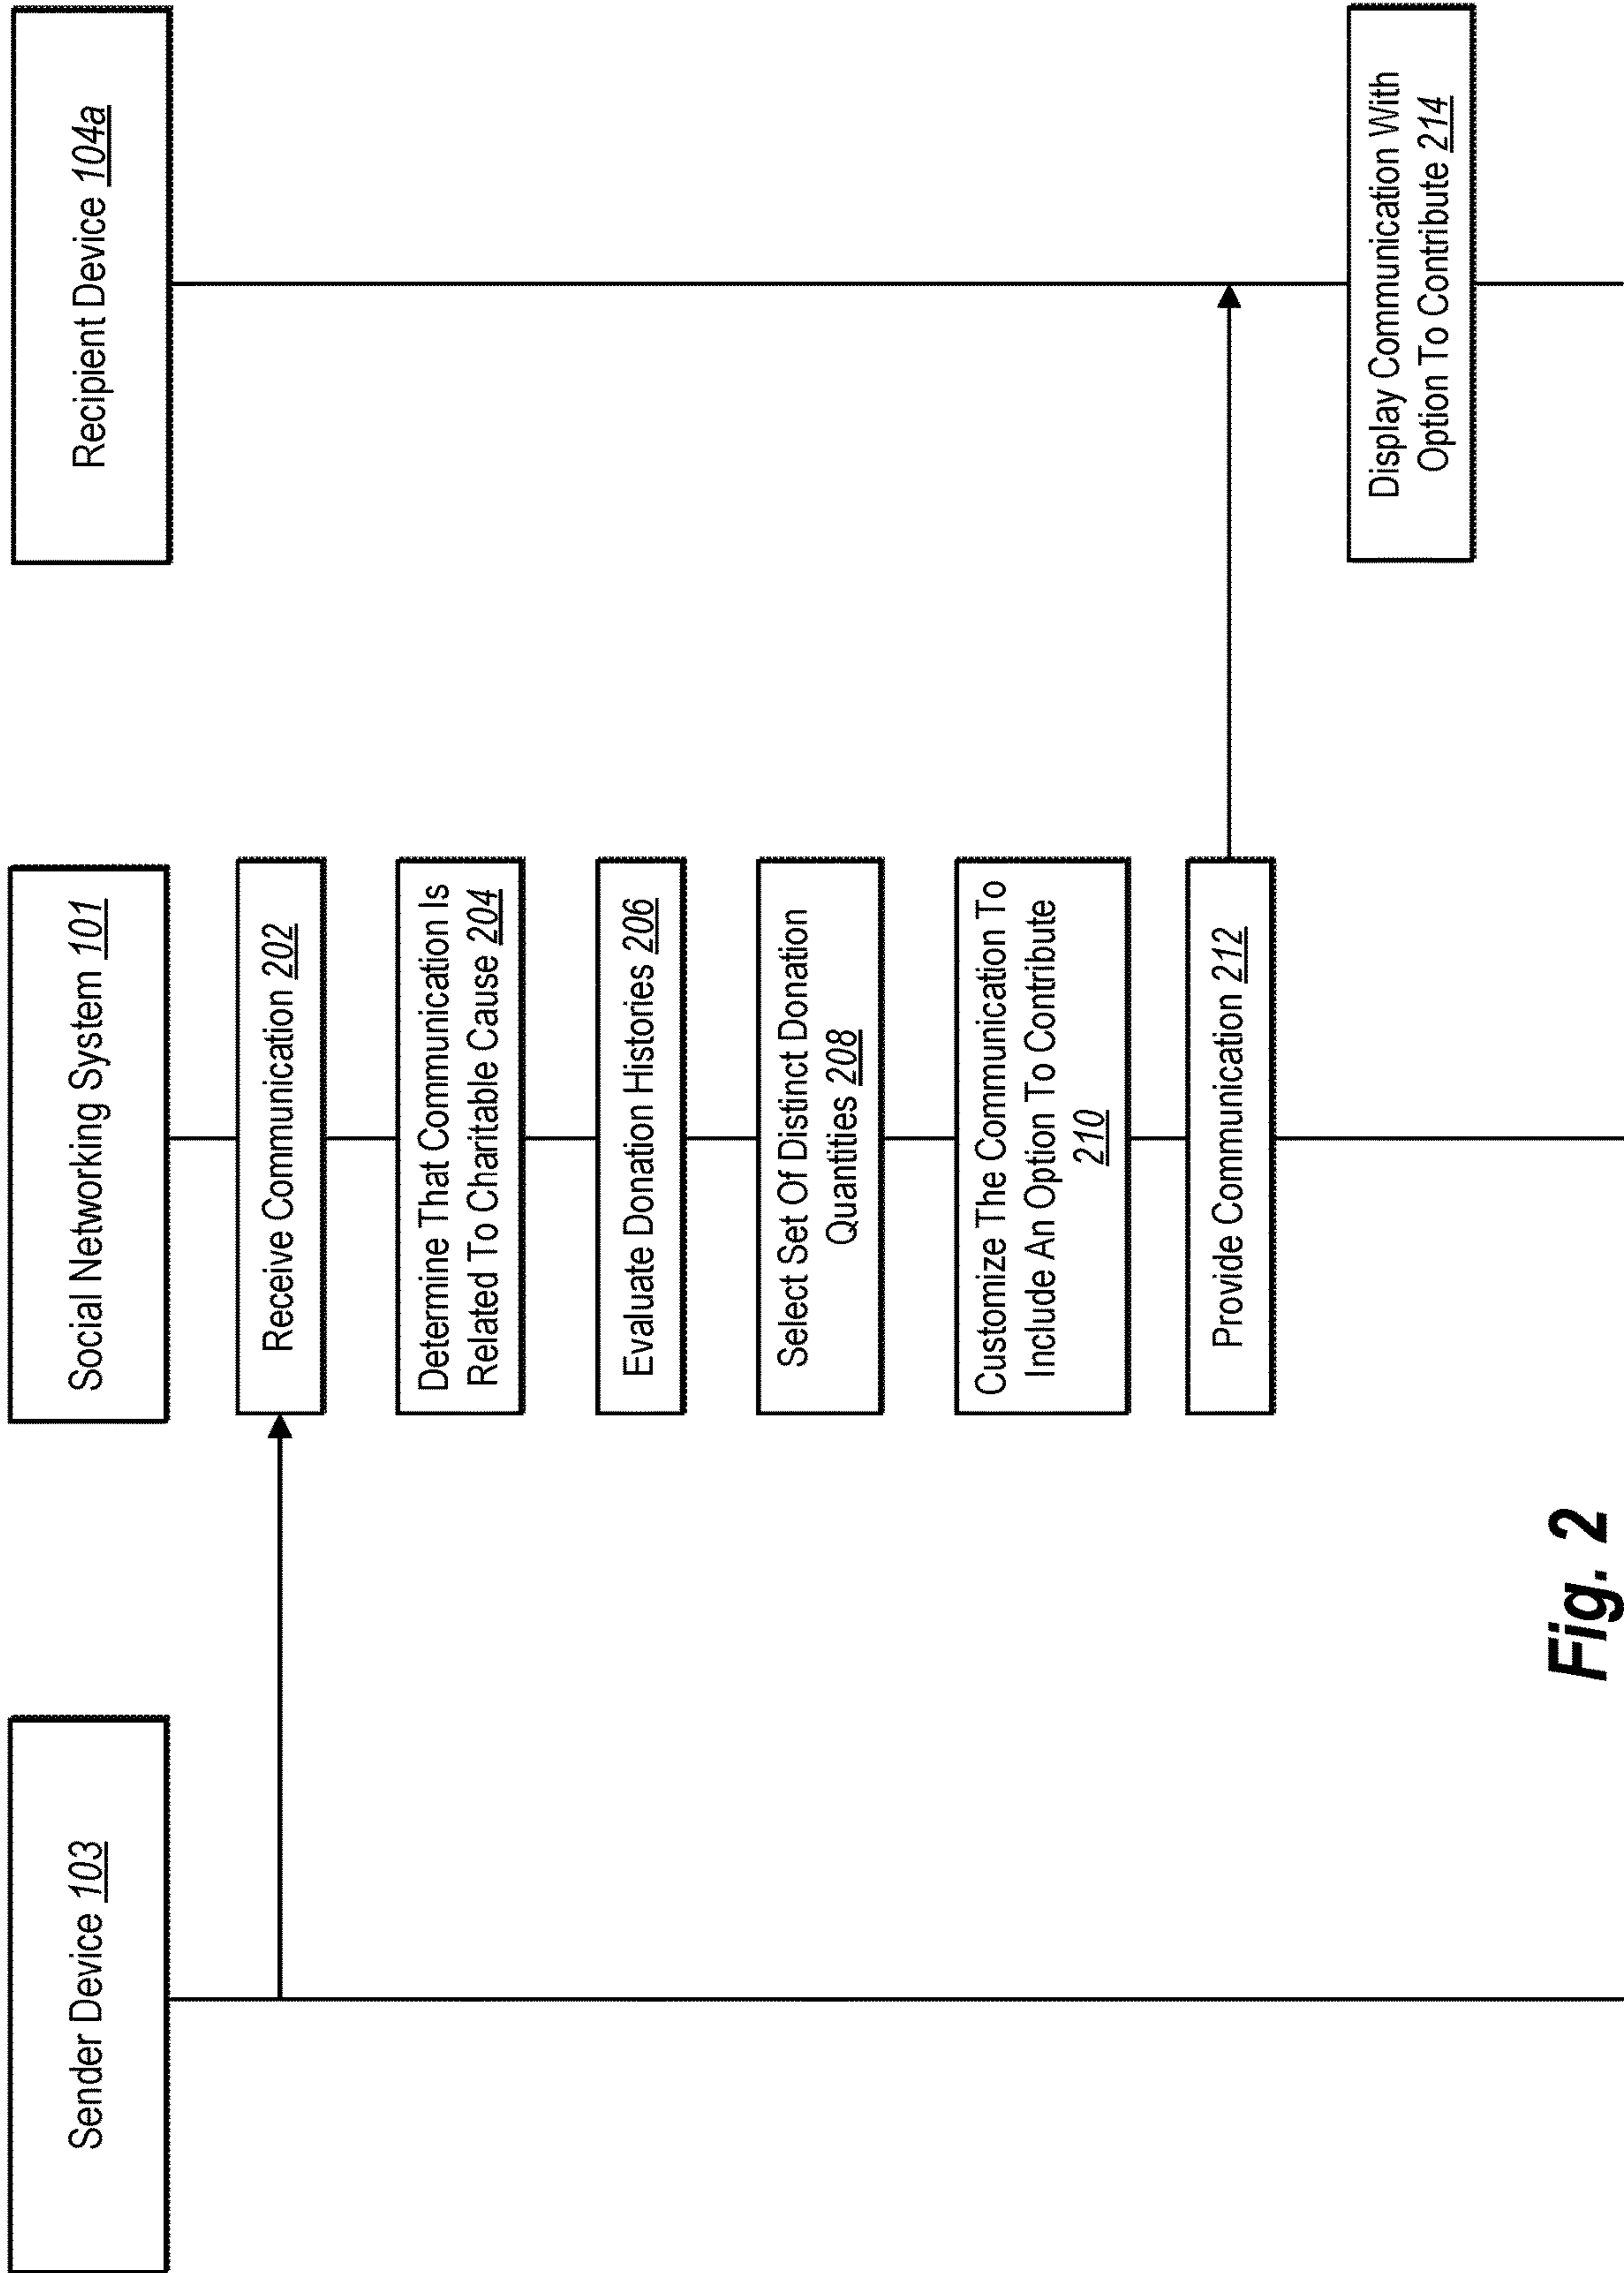 Sender Device 103
Social Networking System 101
Recipient Device 104a
Receive Communication 202
Determine That Communication Is
Related To Charitable Cause 204
Evaluate Donation Histories 206
Select Set Of Distinct Donation
Quantities 208
Customize The Communication To
Include An Option To Contribute
210
Provide Communication 212
Display Communication With
Option To Contribute 214
Fig. 2